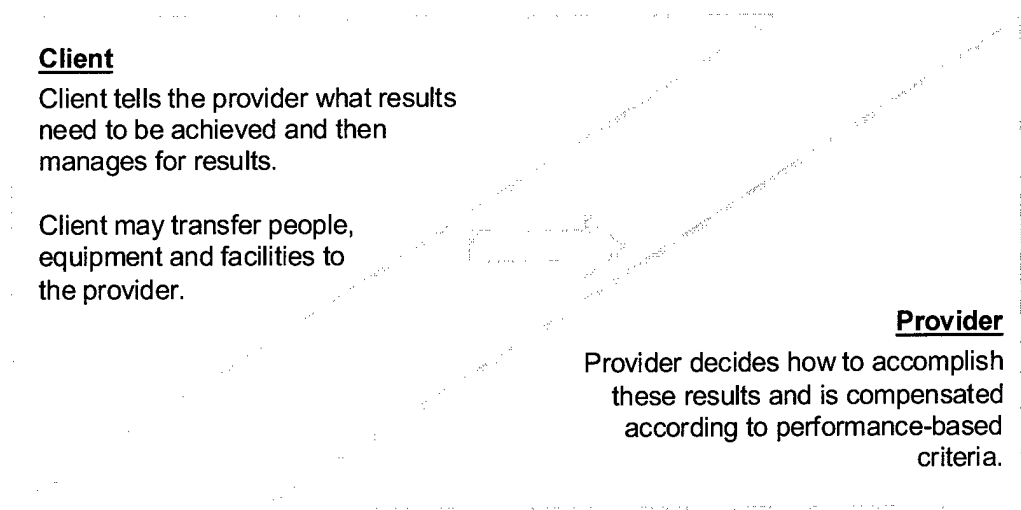 Client
Client tells the provider what results
need to be achieved and then
manages for results.
Client may transfer people,
equipment and facilities to
the provider.
Provider
Provider decides how to accomplish
these results and is compensated
according to performance-based
criteria.